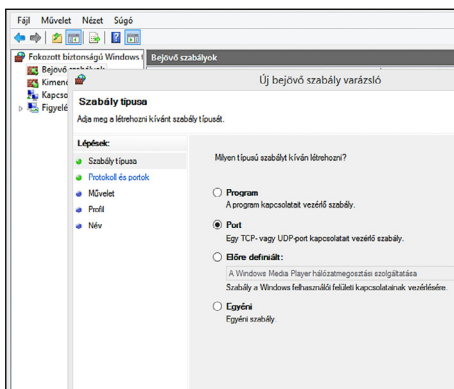 Fájl Művelet Nézet Súgó
Fokozott biztonságú Windows
Bejövő szabályok
Bejövő szabályok
Kimenő
Kapcso
Figyelé
Új bejövő szabály varázsló
Szabály típusa
Adja meg a létrehozni kívánt szabály típusát.
Lépések:
Szabály típusa
Protokoll és portok
Művelet
Profil
Név
Milyen típusú szabályt kíván létrehozni?
Program
A program kapcsolatait vezérlő szabály.
Port
Egy TCP- vagy UDP-port kapcsolatait vezérlő szabály.
Előre definiált:
A Windows Media Player hálózatmegosztási szolgáltatása
Szabály a Windows felhasználói felületi kapcsolatainak vezérlésére.
Egyéni
Egyéni szabály.